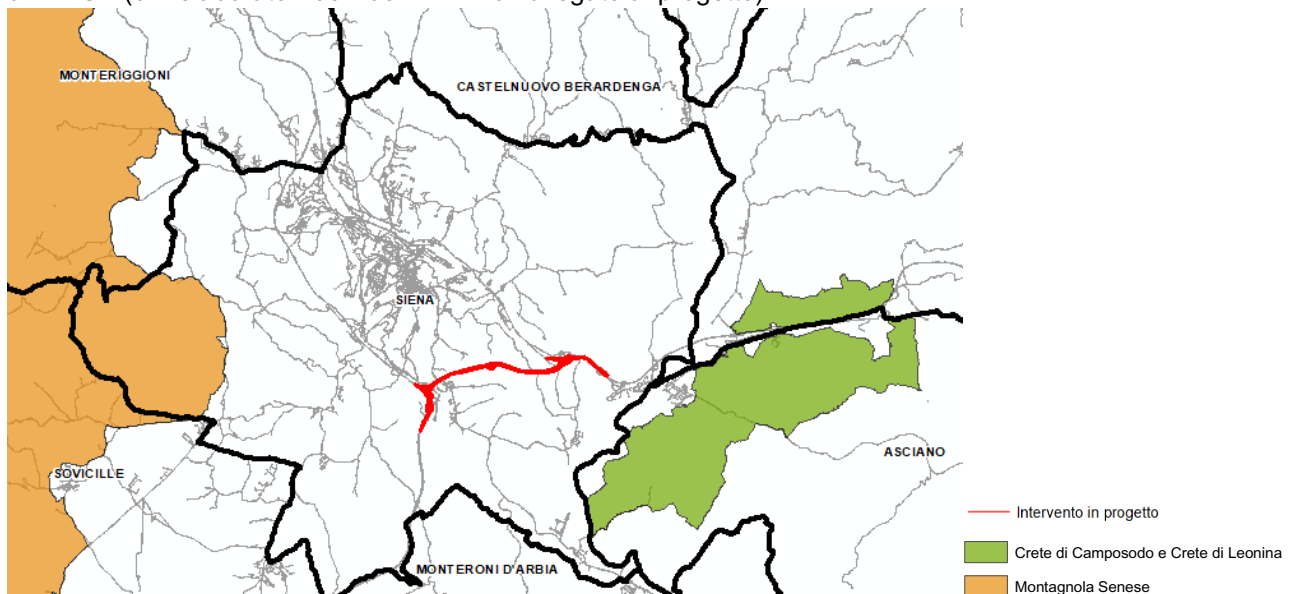 MONTERIGGIONI
CASTELNUOVO BERARDENGA
SIENA
ASCIANO
SOVICILLE
MONTERONI D'ARBIA
Intervento in progetto
Crete di Camposodo e Crete di Leonina
Montagnola Senese